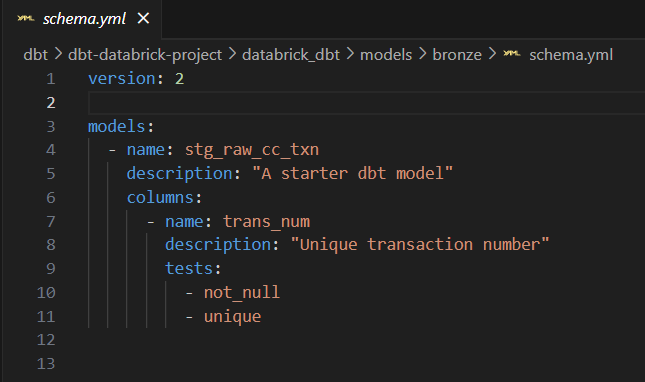 schema.yml ×
dbt > dbt-databrick-project > databrick_dbt > models > bronze > schema.yml
1 version: 2
2
3 models:
4   - name: stg_raw_cc_txn
5     description: "A starter dbt model"
6     columns:
7       - name: trans_num
8         description: "Unique transaction number"
9         tests:
10           - not_null
11           - unique
12
13